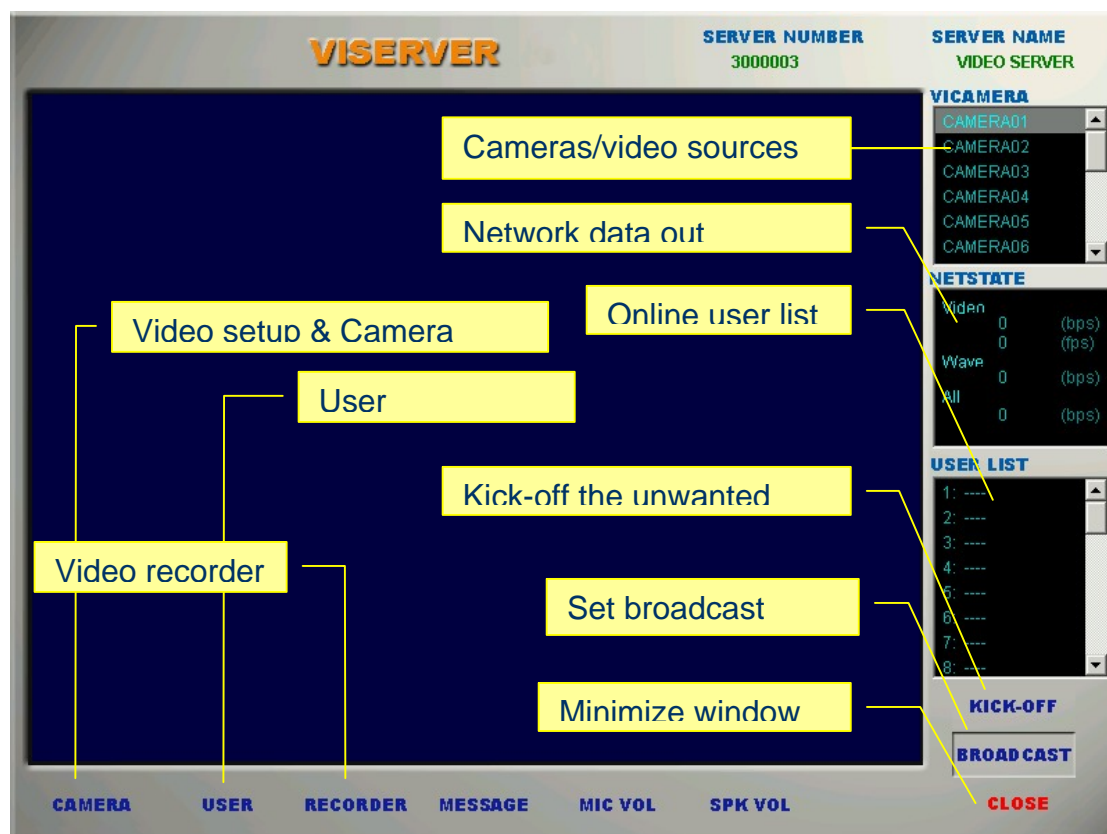 VISERVER
SERVER NUMBER
3000003
SERVER NAME
VIDEO SERVER
VICAMERA
CAMERA01
CAMERA02
CAMERA03
CAMERA04
CAMERA05
CAMERA06
Cameras/video sources
Network data out
NETSTATE
Video
0 (bps)
0 (fps)
Wave
0 (bps)
All
0 (bps)
Online user list
Video setup & Camera
User
USER LIST
1: ----
2: ----
3: ----
4: ----
5: ----
6: ----
7: ----
8: ----
Kick-off the unwanted
Video recorder
Set broadcast
Minimize window
KICK-OFF
BROADCAST
CLOSE
CAMERA
USER
RECORDER
MESSAGE
MIC VOL
SPK VOL